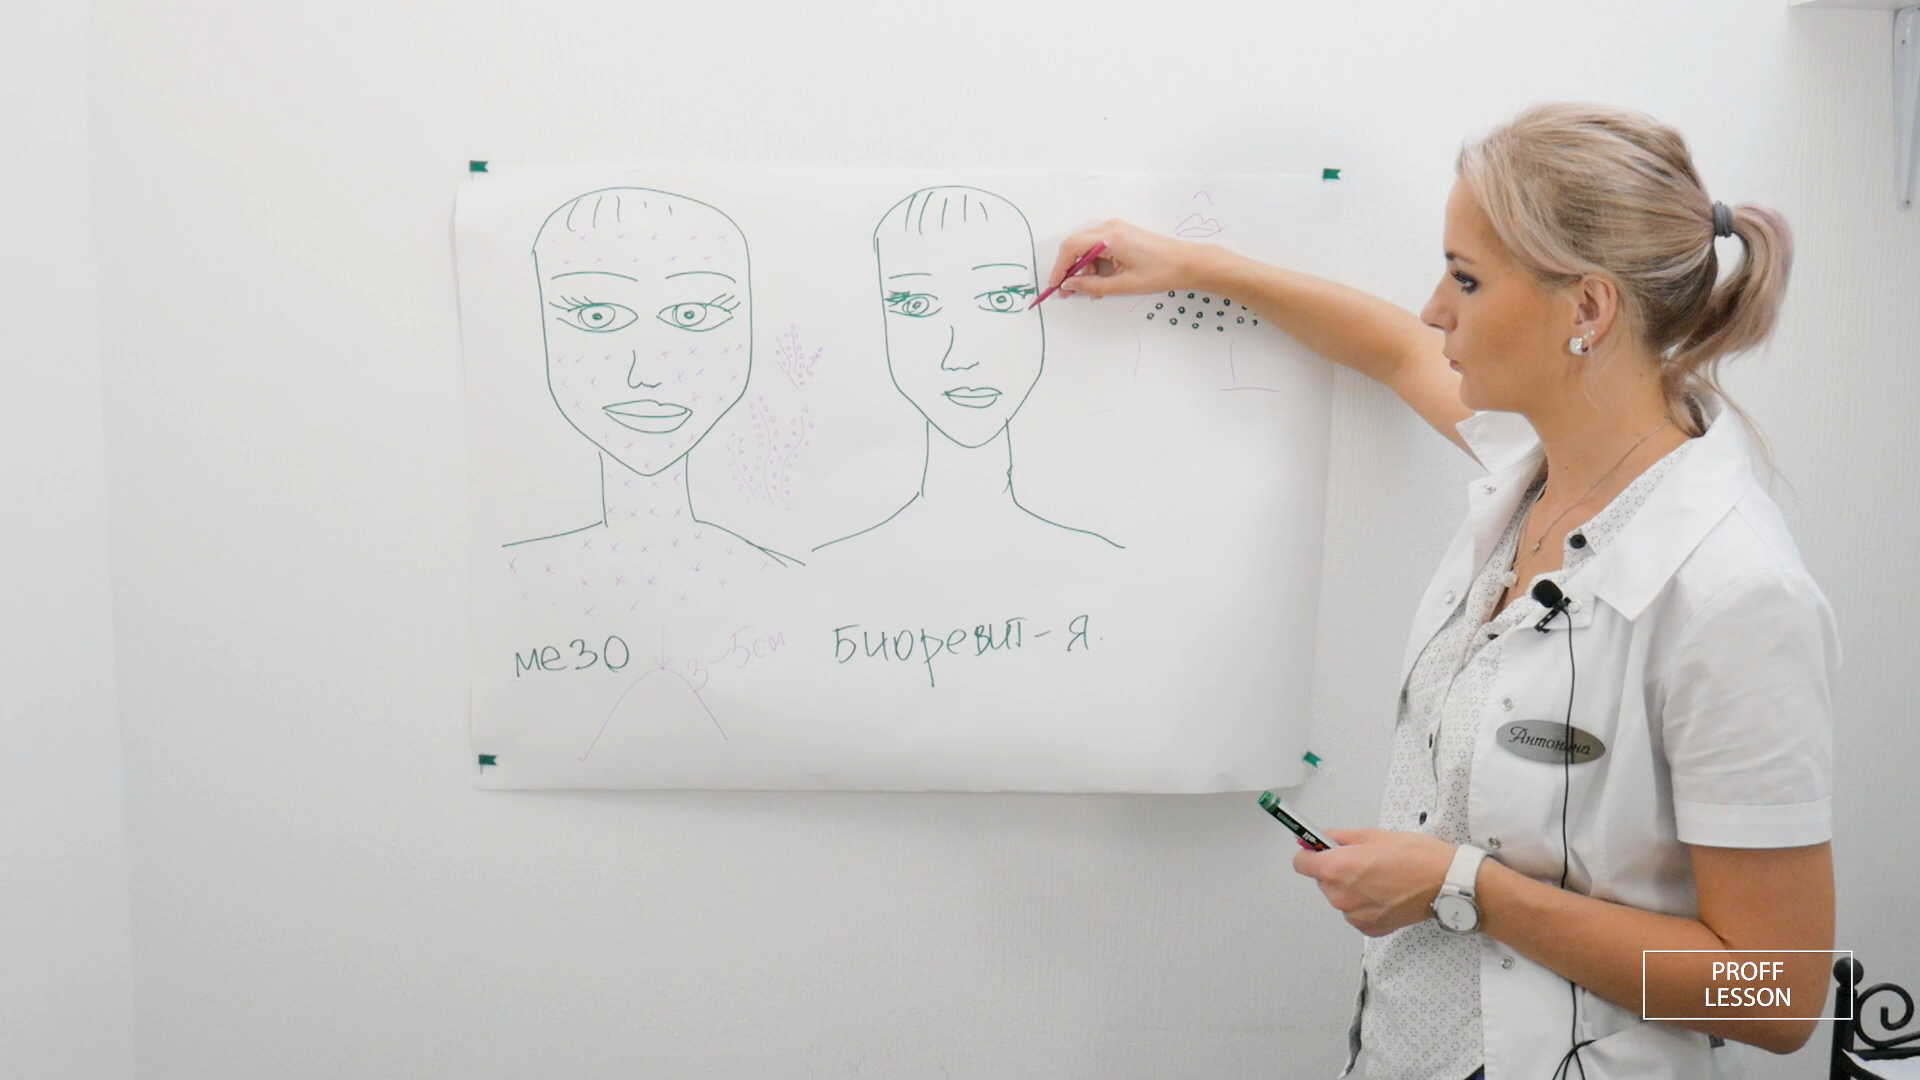 мезо
3-5см
Биоревит-я.
Антонина
PROFF
LESSON